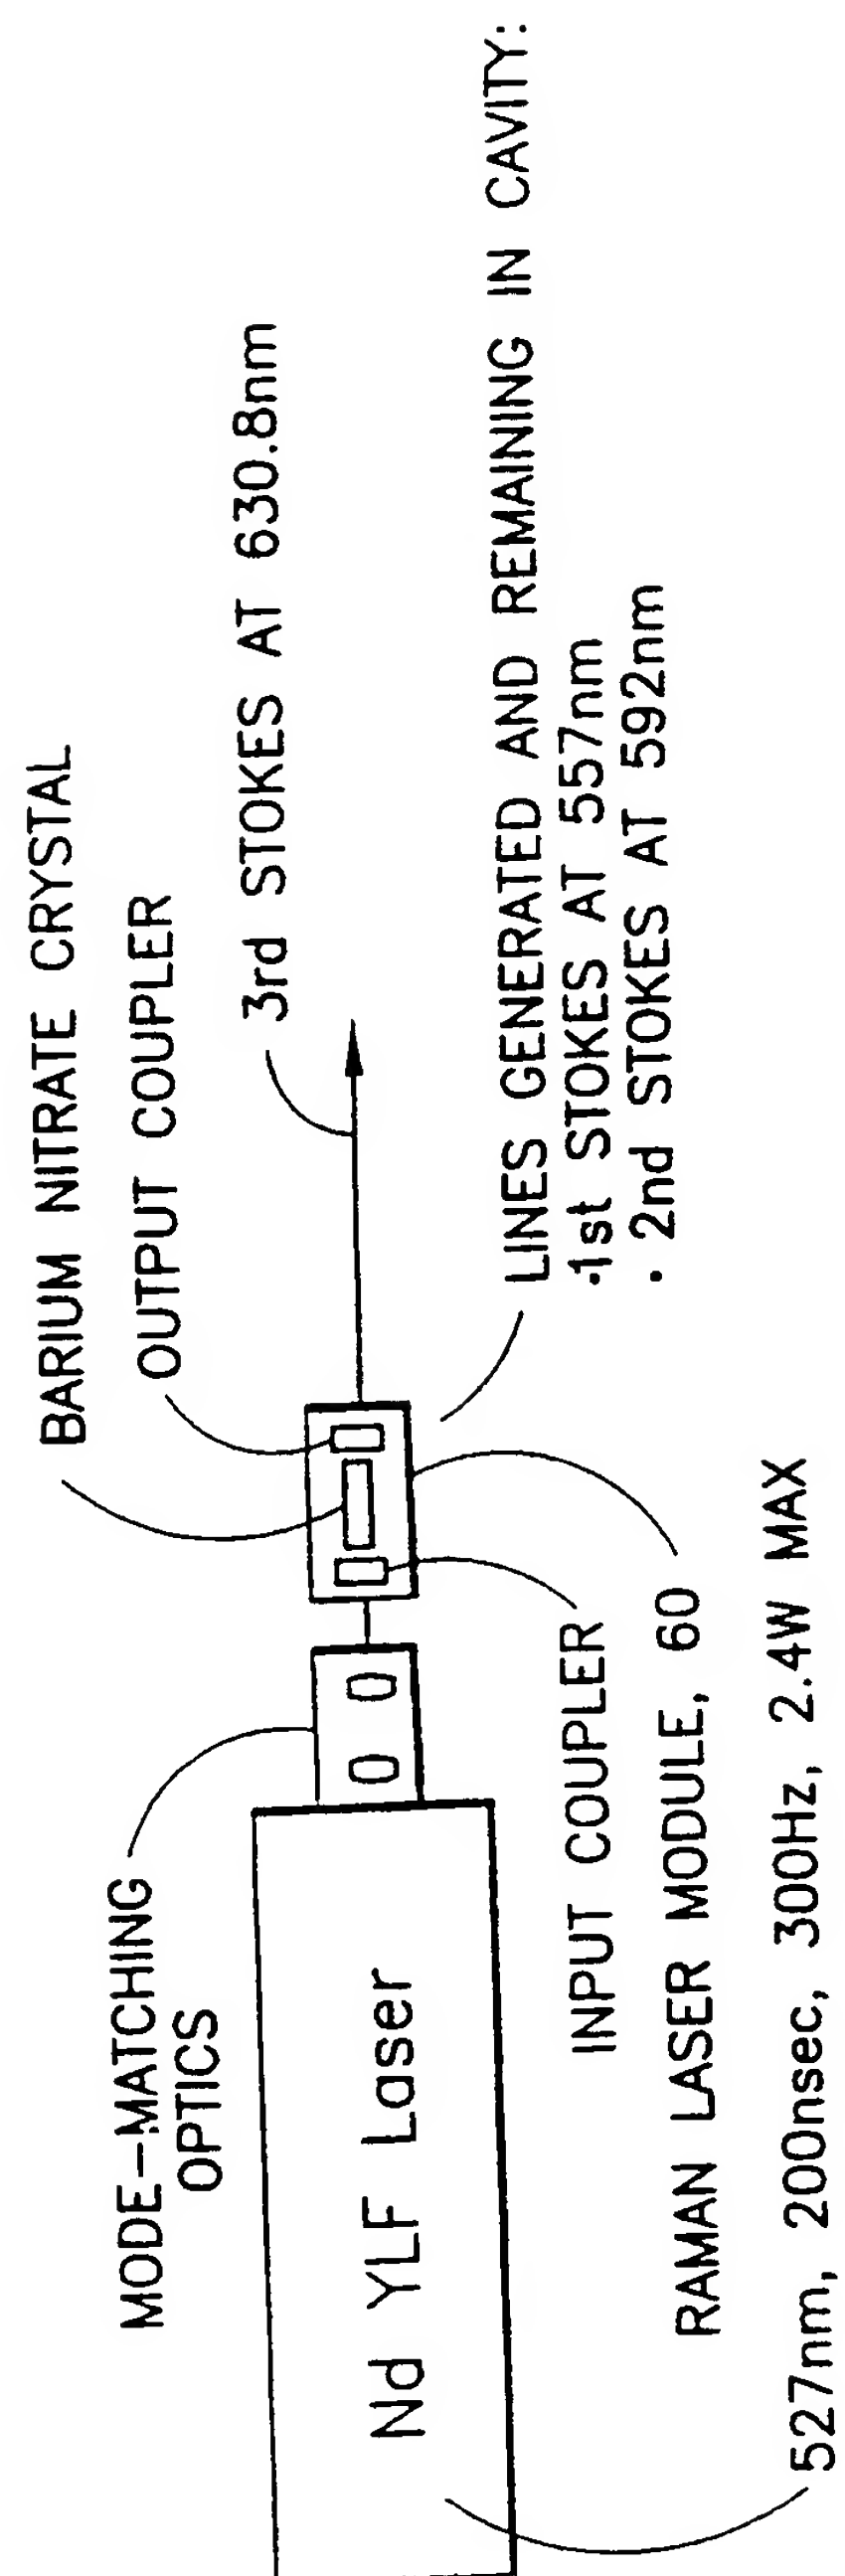 BARIUM NITRATE CRYSTAL
OUTPUT COUPLER
3rd STOKES AT 630.8nm
MODE-MATCHING
OPTICS
Nd YLF Laser
LINES GENERATED AND REMAINING IN CAVITY:
·1st STOKES AT 557nm
· 2nd STOKES AT 592nm
INPUT COUPLER
RAMAN LASER MODULE, 60
527nm, 200nsec, 300Hz, 2.4W MAX